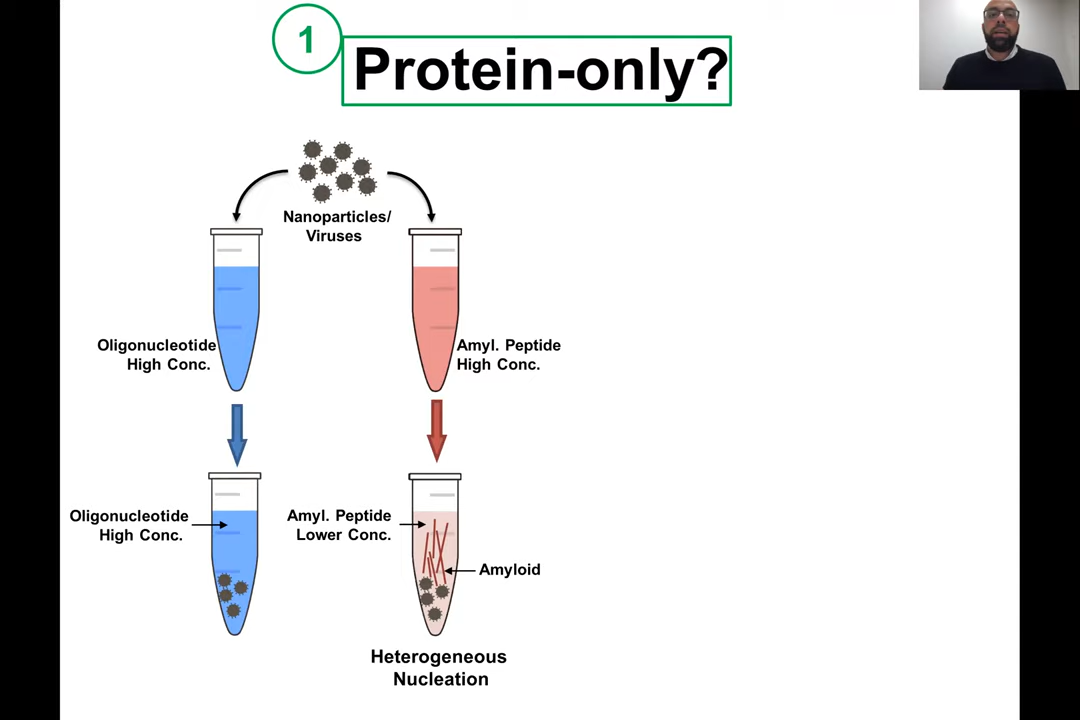 1
Protein-only?
Nanoparticles/
Viruses
Oligonucleotide
High Conc.
Amyl. Peptide
High Conc.
Oligonucleotide
High Conc.
Amyl. Peptide
Lower Conc.
Amyloid
Heterogeneous
Nucleation